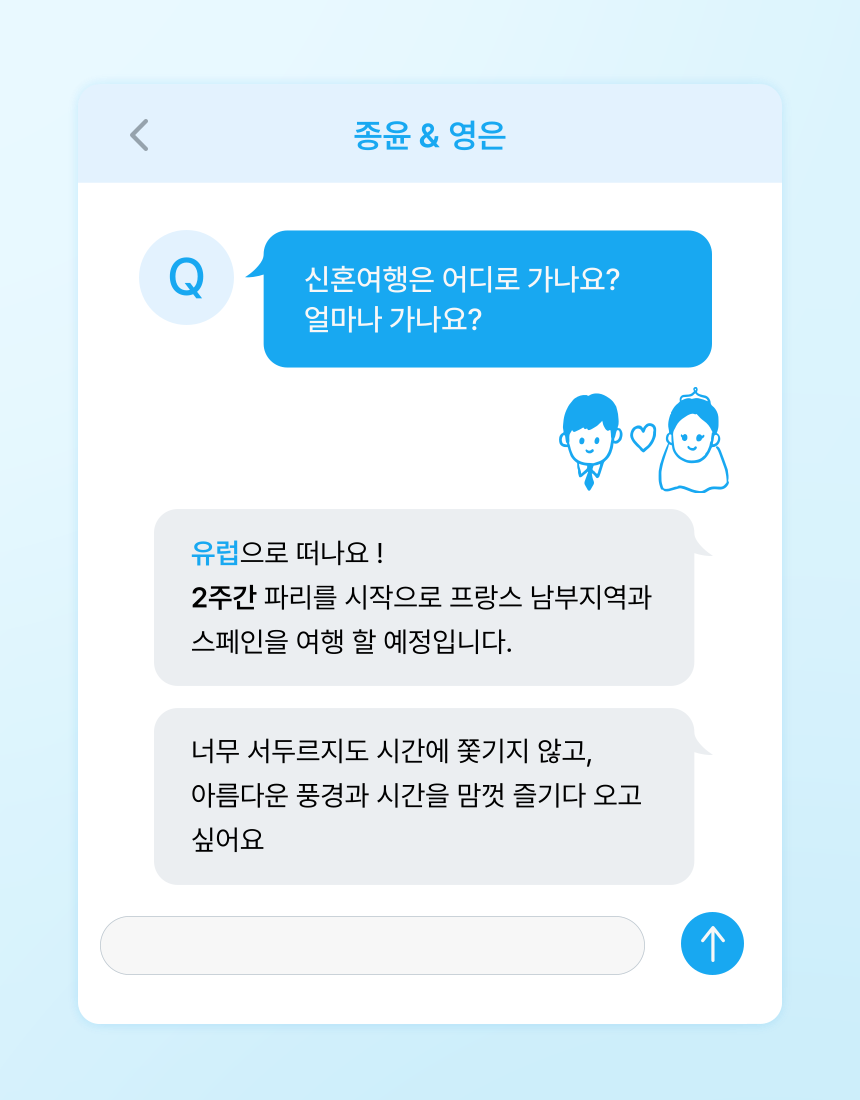 종윤 & 영은
Q
신혼여행은 어디로 가나요?
얼마나 가나요?
유럽으로 떠나요 !
2주간 파리를 시작으로 프랑스 남부지역과
스페인을 여행 할 예정입니다.
너무 서두르지도 시간에 쫓기지 않고,
아름다운 풍경과 시간을 맘껏 즐기다 오고
싶어요